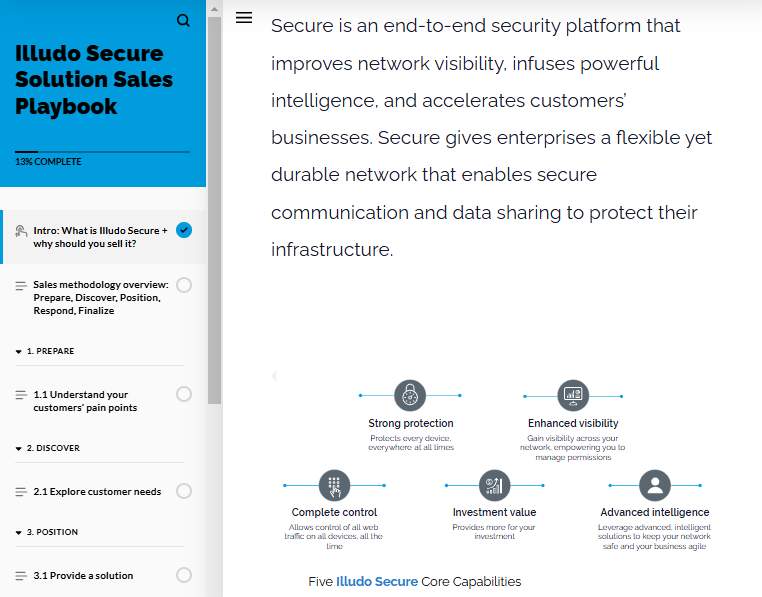 Illudo Secure
Solution Sales
Playbook
13% COMPLETE
Intro: What is Illudo Secure +
why should you sell it?
Sales methodology overview:
Prepare, Discover, Position,
Respond, Finalize
1. PREPARE
1.1 Understand your
customers' pain points
2. DISCOVER
2.1 Explore customer needs
3. POSITION
3.1 Provide a solution
Secure is an end-to-end security platform that
improves network visibility, infuses powerful
intelligence, and accelerates customers'
businesses. Secure gives enterprises a flexible yet
durable network that enables secure
communication and data sharing to protect their
infrastructure.
Strong protection
Protects every device,
everywhere at all times
Enhanced visibility
Gain visibility across your
network, empowering you to
manage permissions
Complete control
Allows control of all web
traffic on all devices, all the
time
Investment value
Provides more for your
investment
Advanced intelligence
Leverage advanced, intelligent
solutions to keep your network
safe and your business agile
Five Illudo Secure Core Capabilities